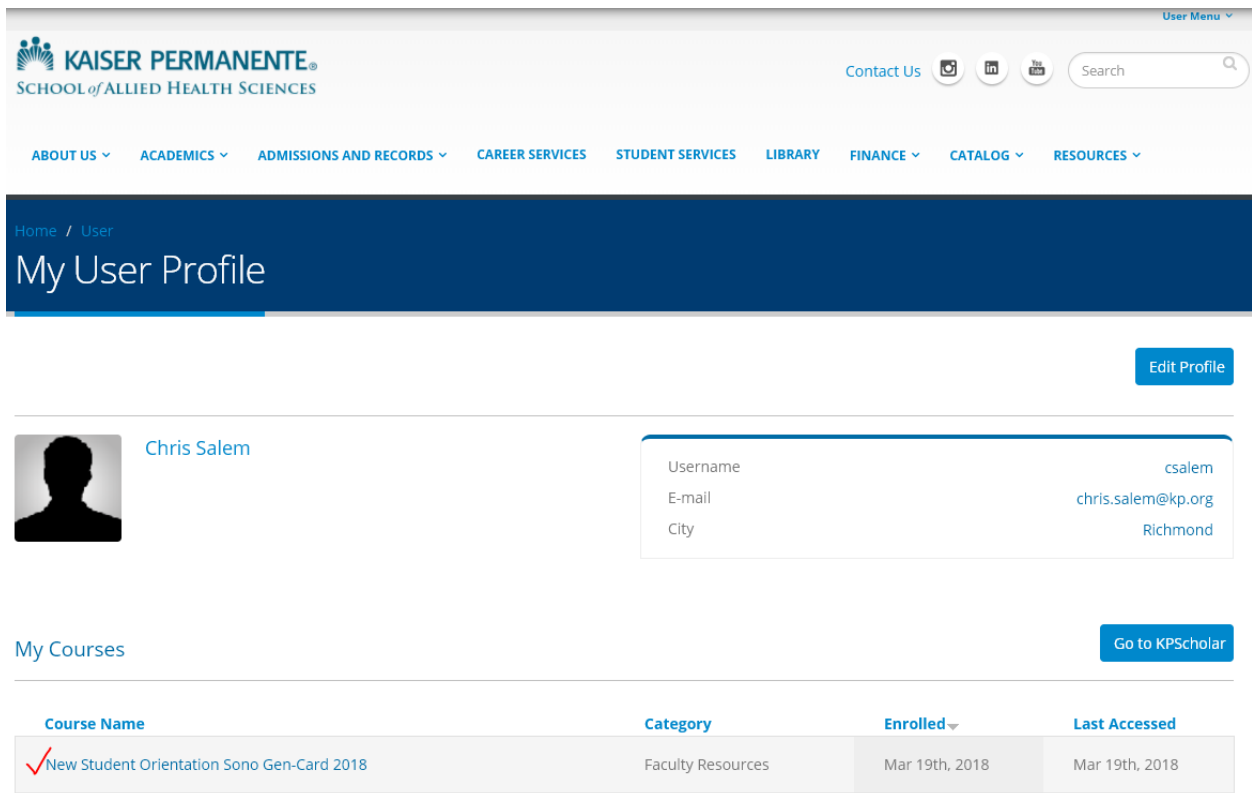 User Menu
KAISER PERMANENTE®
SCHOOL of ALLIED HEALTH SCIENCES
Contact Us You Tube Search
ABOUT US ACADEMICS ADMISSIONS AND RECORDS CAREER SERVICES STUDENT SERVICES LIBRARY FINANCE CATALOG RESOURCES
Home / User
My User Profile
Edit Profile
Chris Salem
Username csalem
E-mail chris.salem@kp.org
City Richmond
My Courses Go to KPScholar
Course Name Category Enrolled Last Accessed
New Student Orientation Sono Gen-Card 2018 Faculty Resources Mar 19th, 2018 Mar 19th, 2018